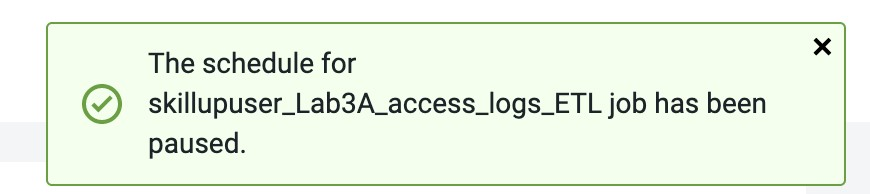 The schedule for
skillupuser_Lab3A_access_logs_ETL job has been
paused.